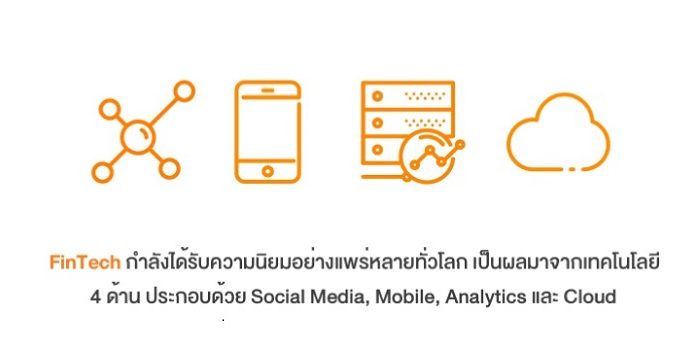 FinTech กำลังได้รับความนิยมอย่างแพร่หลายทั่วโลก เป็นผลมาจากเทคโนโลยี
4 ด้าน ประกอบด้วย Social Media, Mobile, Analytics และ Cloud